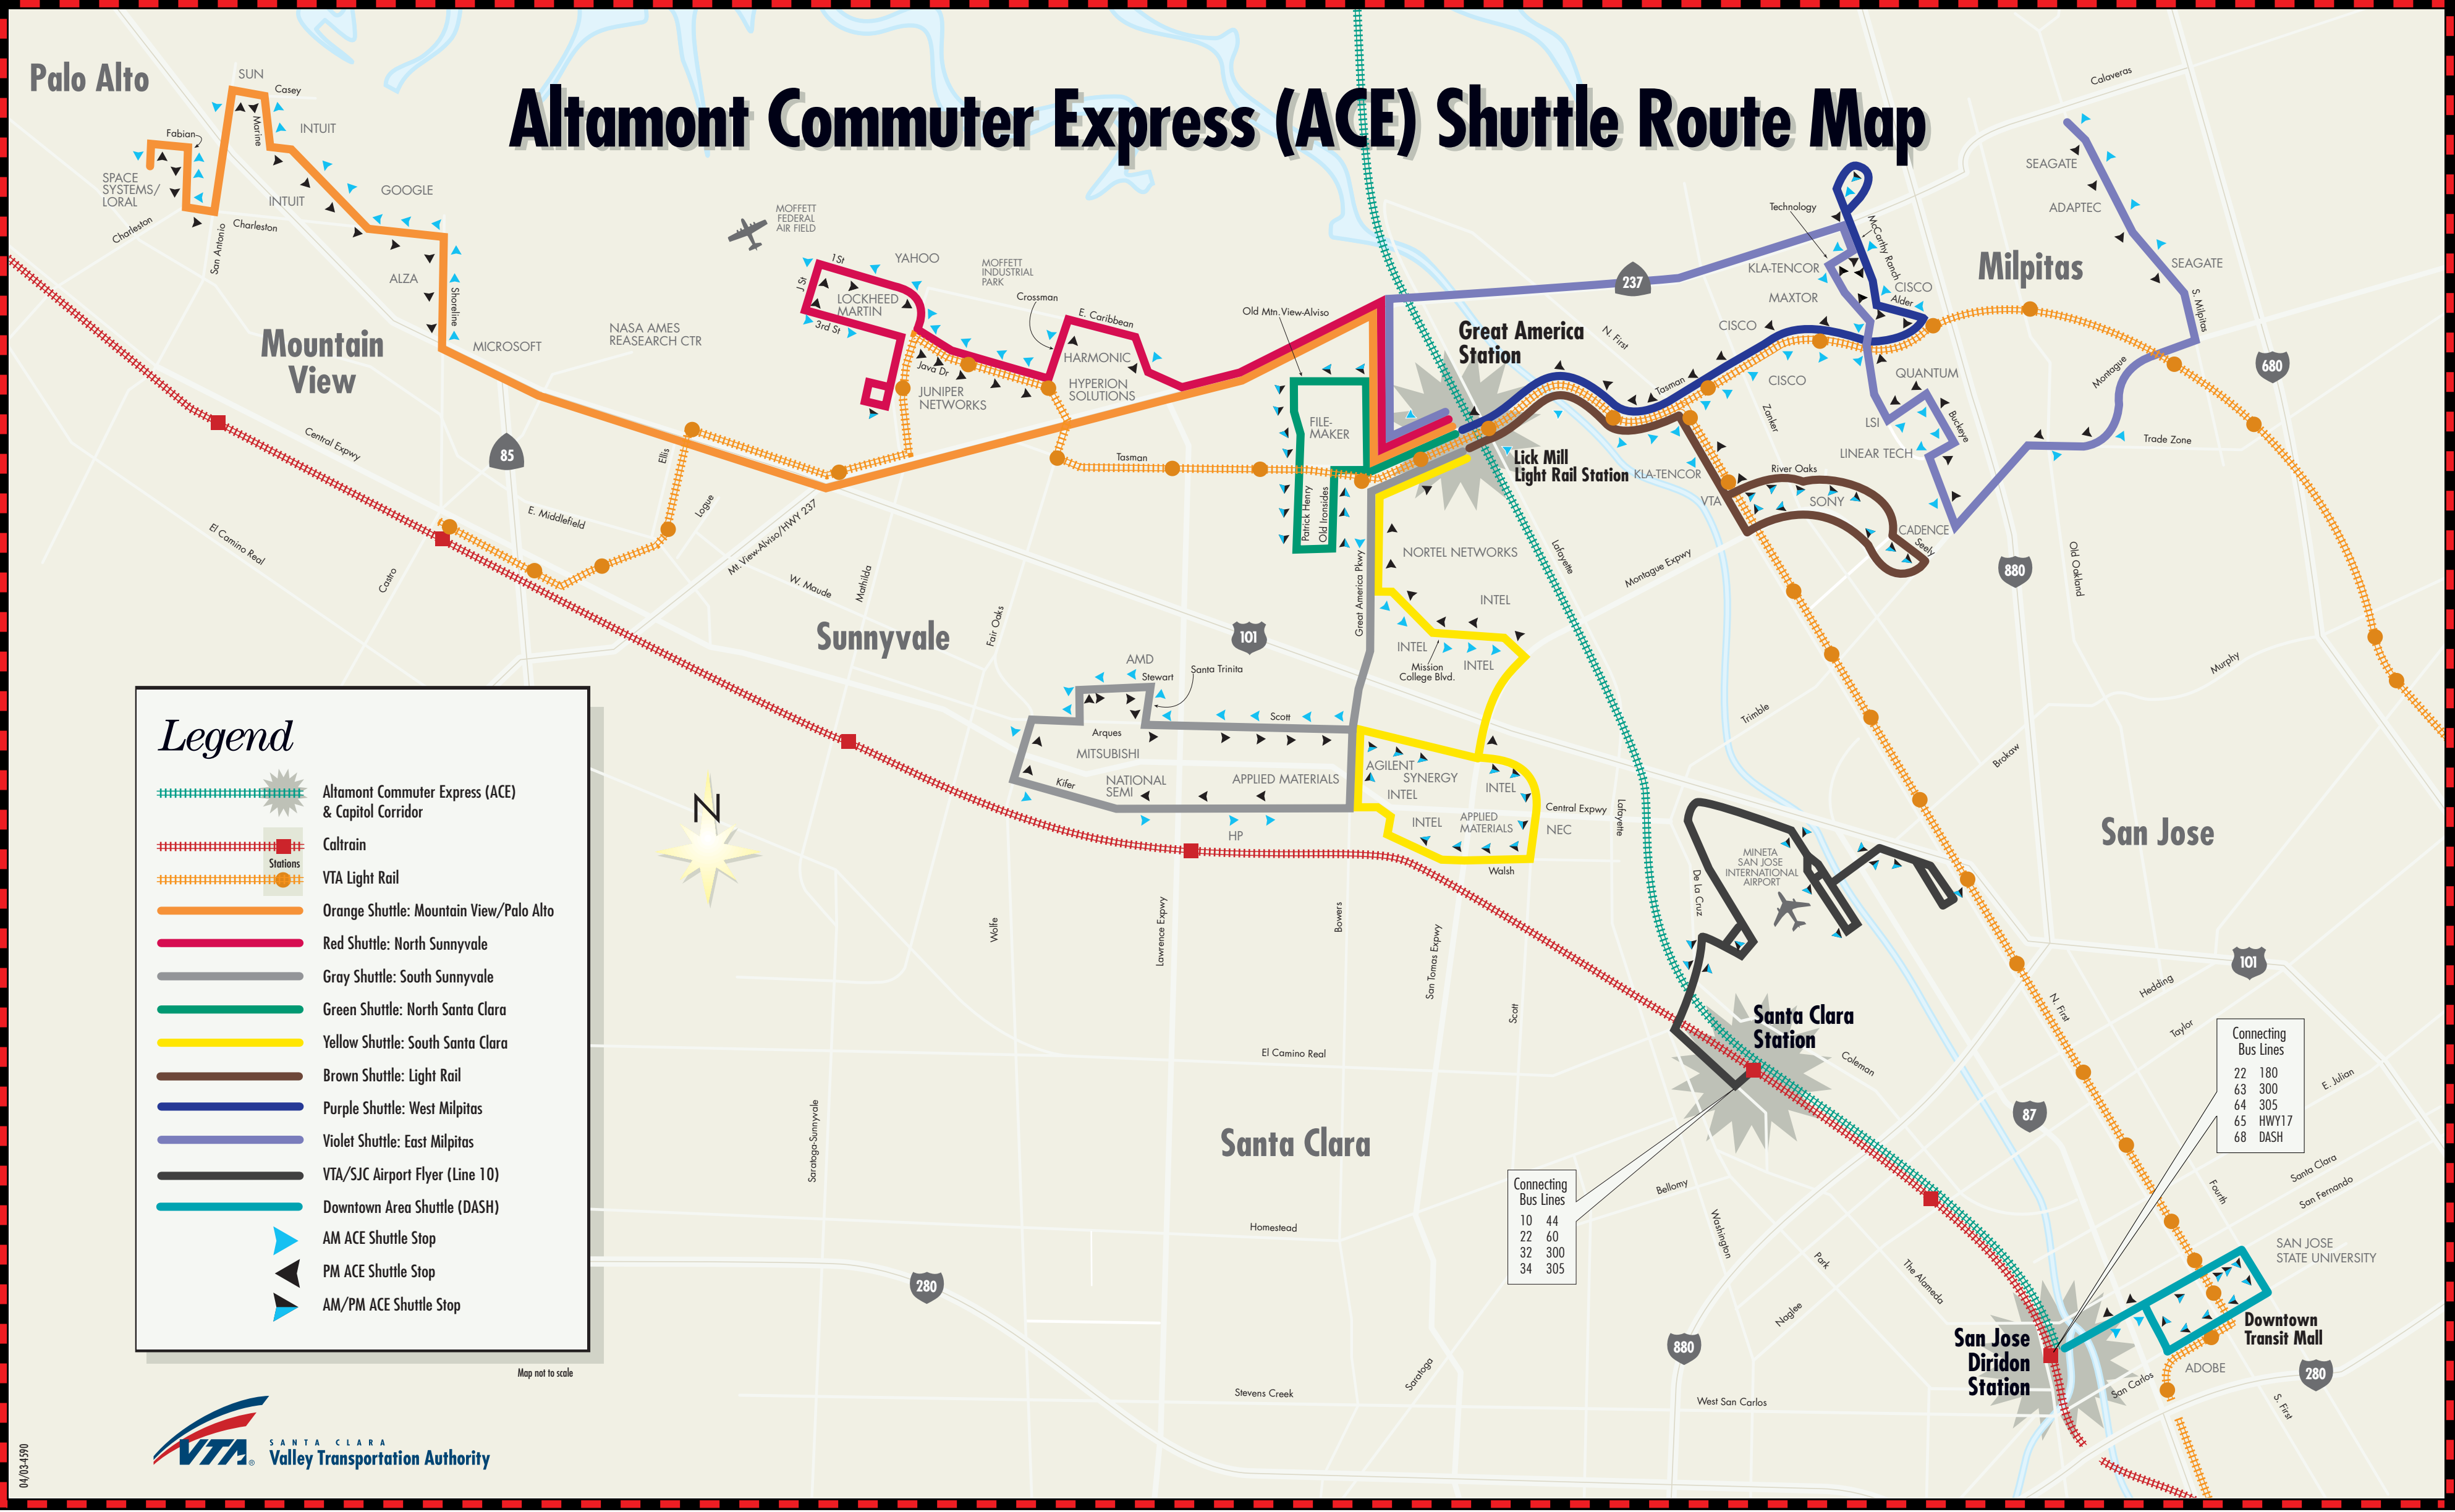 Altamont Commuter Express (ACE) Shuttle Route Map
Palo Alto
SUN
Casey
Marine
INTUIT
Fabian
SPACE
SYSTEMS/
LORAL
Charleston
San Antonio
Charleston
INTUIT
GOOGLE
ALZA
Shoreline
MICROSOFT
Mountain
View
NASA AMES
REASEARCH CTR
MOFFETT
FEDERAL
AIR FIELD
1St
J St
3rd St
LOCKHEED
MARTIN
YAHOO
MOFFETT
INDUSTRIAL
PARK
Crossman
E. Caribbean
HARMONIC
Java Dr
JUNIPER
NETWORKS
HYPERION
SOLUTIONS
Old Mtn. View-Alviso
FILE-
MAKER
Patrick Henry
Old Ironsides
Great America
Station
Lick Mill
Light Rail Station
237
N. First
Tasman
Zanker
Technology
McCarthy Ranch
KLA-TENCOR
MAXTOR
CISCO
Alder
CISCO
CISCO
Milpitas
Calaveras
SEAGATE
ADAPTEC
SEAGATE
S. Milpitas
Montague
680
Trade Zone
QUANTUM
Buckeye
LSI
LINEAR TECH
KLA-TENCOR
VTA
River Oaks
SONY
CADENCE
Seely
880
Old Oakland
Montague Expwy
Murphy
Trimble
Brokaw
Central Expwy
85
Ellis
Logue
E. Middlefield
El Camino Real
Castro
Mt. View-Alviso/HWY 237
W. Maude
Mathilda
Fair Oaks
Tasman
101
Sunnyvale
Great America Pkwy
NORTEL NETWORKS
Lafayette
INTEL
INTEL
Mission
College Blvd.
INTEL
AMD
Stewart
Santa Trinita
Scott
Arques
MITSUBISHI
Kifer
NATIONAL
SEMI
APPLIED MATERIALS
HP
AGILENT
SYNERGY
INTEL
INTEL
INTEL
APPLIED
MATERIALS
Central Expwy
NEC
Walsh
Lafayette
De La Cruz
MINETA
SAN JOSE
INTERNATIONAL
AIRPORT
San Jose
101
N
Wolfe
Lawrence Expwy
Bowers
San Tomas Expwy
Scott
El Camino Real
Santa Clara
Station
Coleman
N. First
Hedding
Taylor
E. Julian
87
Connecting
Bus Lines
22 180
63 300
64 305
65 HWY17
68 DASH
Santa Clara
San Fernando
Fourth
Santa Clara
Saratoga-Sunnyvale
Connecting
Bus Lines
10 44
22 60
32 300
34 305
Bellomy
Washington
Park
The Alameda
Naglee
Homestead
280
880
Saratoga
Stevens Creek
West San Carlos
SAN JOSE
STATE UNIVERSITY
Downtown
Transit Mall
San Jose
Diridon
Station
ADOBE
San Carlos
280
S. First
Legend
Altamont Commuter Express (ACE)
& Capitol Corridor
Caltrain
Stations
VTA Light Rail
Orange Shuttle: Mountain View/Palo Alto
Red Shuttle: North Sunnyvale
Gray Shuttle: South Sunnyvale
Green Shuttle: North Santa Clara
Yellow Shuttle: South Santa Clara
Brown Shuttle: Light Rail
Purple Shuttle: West Milpitas
Violet Shuttle: East Milpitas
VTA/SJC Airport Flyer (Line 10)
Downtown Area Shuttle (DASH)
AM ACE Shuttle Stop
PM ACE Shuttle Stop
AM/PM ACE Shuttle Stop
Map not to scale
VTA®
SANTA CLARA
Valley Transportation Authority
04/03-4590